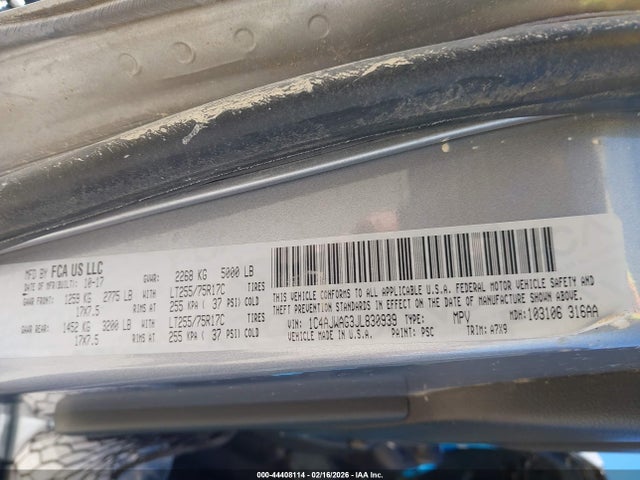 MFD BY FCA US LLC
DATE OF MFR(BUILT): 10-17 GVWR: 2268 KG 5000 LB
GAWR FRONT: 1259 KG 2775 LB WITH LT255/75R17C TIRES
17X7.5 RIMS AT 255 KPA ( 37 PSI) COLD
GAWR REAR: 1452 KG 3200 LB WITH LT255/75R17C TIRES
17X7.5 RIMS AT 255 KPA ( 37 PSI) COLD
THIS VEHICLE CONFORMS TO ALL APPLICABLE U.S.A. FEDERAL MOTOR VEHICLE SAFETY AND
THEFT PREVENTION STANDARDS IN EFFECT ON THE DATE OF MANUFACTURE SHOWN ABOVE.
VIN: 1C4AJWAG3JL830939 TYPE: MPV MDH: 103106 316AA
VEHICLE MADE IN U.S.A. PAINT: PSC TRIM: A7X9
000-44408114 - 02/16/2026 - IAA Inc.